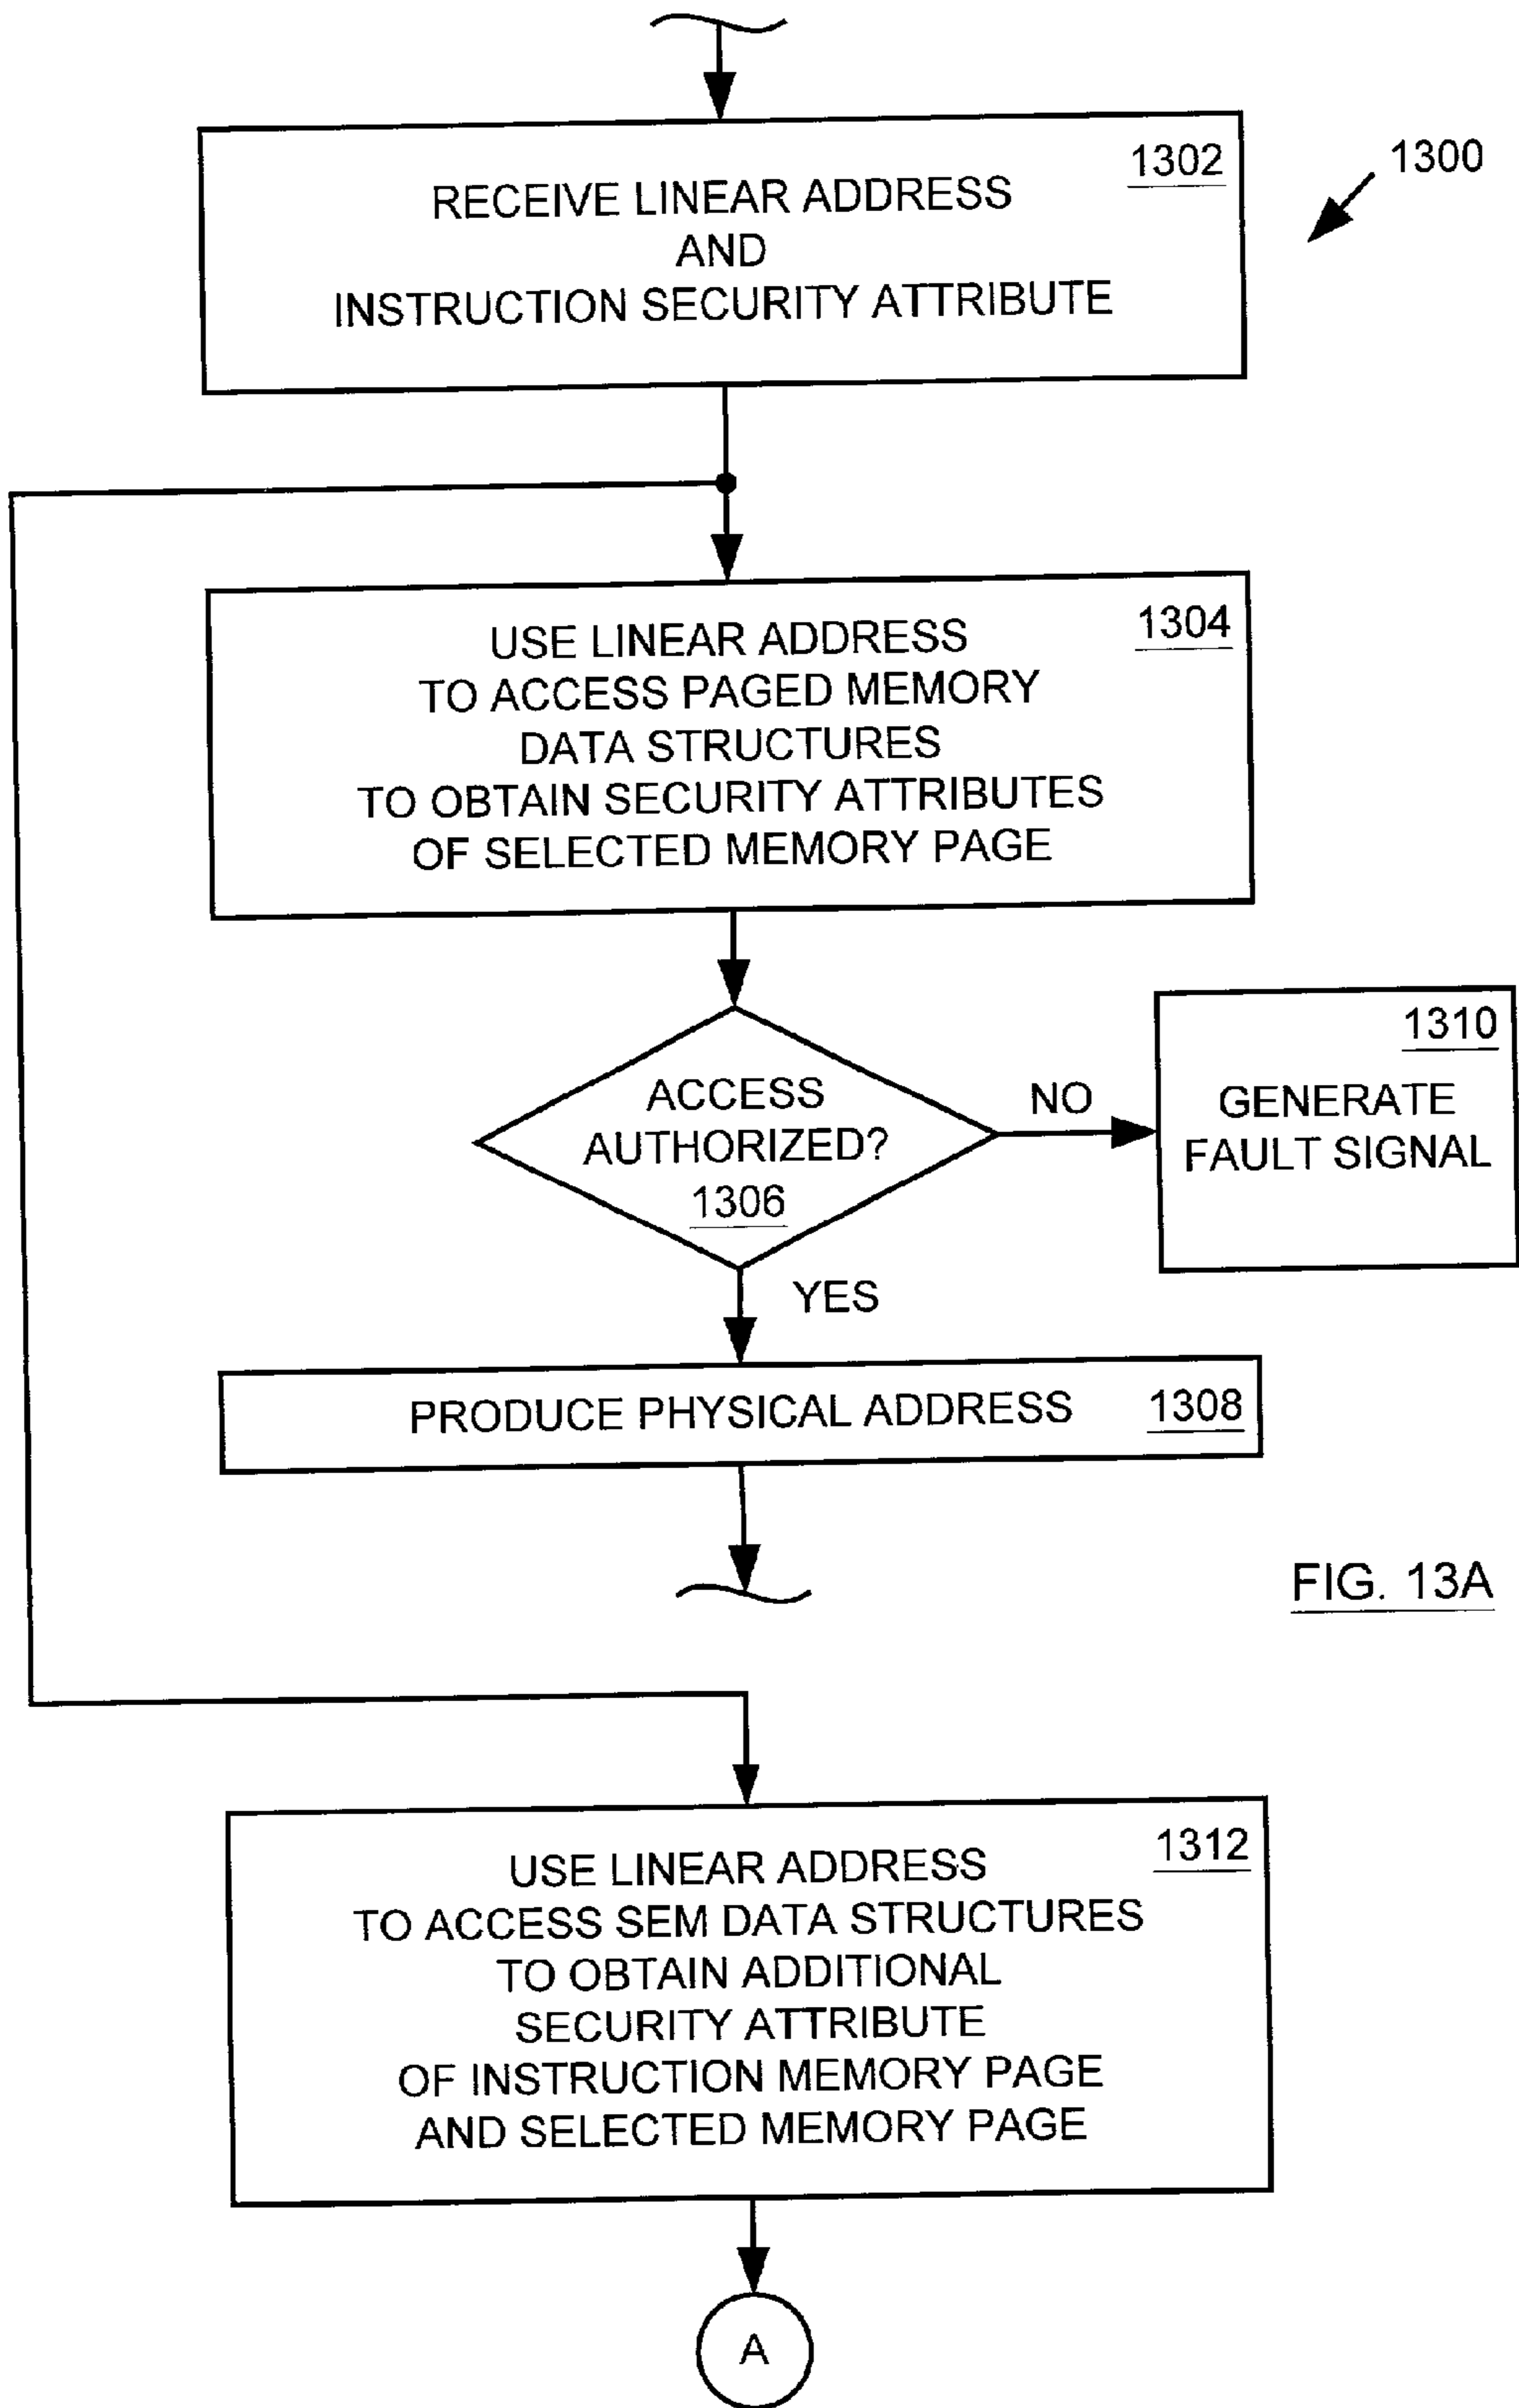 1302
RECEIVE LINEAR ADDRESS
AND
INSTRUCTION SECURITY ATTRIBUTE
1300
1304
USE LINEAR ADDRESS
TO ACCESS PAGED MEMORY
DATA STRUCTURES
TO OBTAIN SECURITY ATTRIBUTES
OF SELECTED MEMORY PAGE
ACCESS
AUTHORIZED?
1306
NO
1310
GENERATE
FAULT SIGNAL
YES
PRODUCE PHYSICAL ADDRESS 1308
FIG. 13A
1312
USE LINEAR ADDRESS
TO ACCESS SEM DATA STRUCTURES
TO OBTAIN ADDITIONAL
SECURITY ATTRIBUTE
OF INSTRUCTION MEMORY PAGE
AND SELECTED MEMORY PAGE
A